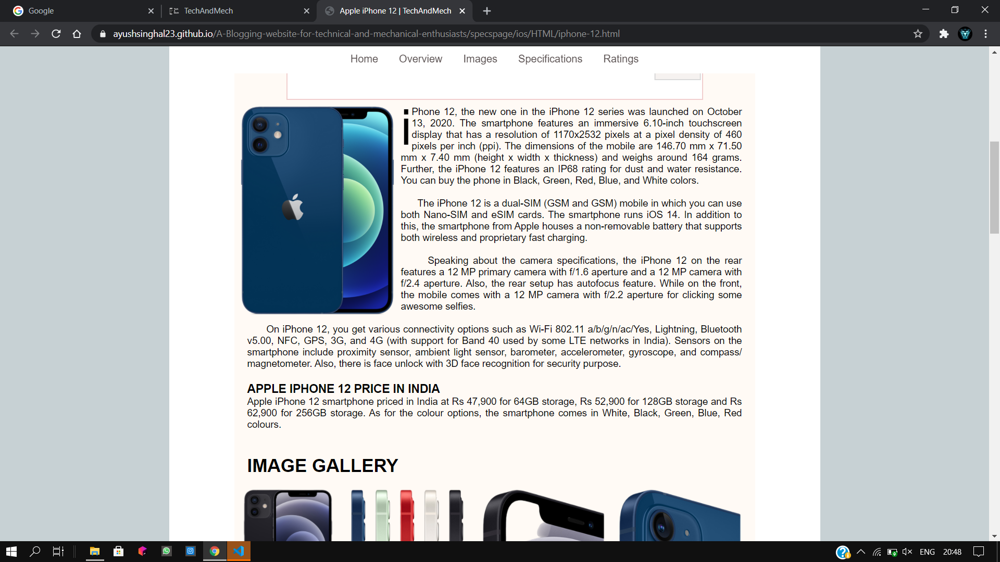 Google
TechAndMech
Apple iPhone 12 | TechAndMech
ayushsinghal23.github.io/A-Blogging-website-for-technical-and-mechanical-enthusiasts/specspage/ios/HTML/iphone-12.html
Home Overview Images Specifications Ratings
iPhone 12, the new one in the iPhone 12 series was launched on October
13, 2020. The smartphone features an immersive 6.10-inch touchscreen
display that has a resolution of 1170x2532 pixels at a pixel density of 460
pixels per inch (ppi). The dimensions of the mobile are 146.70 mm x 71.50
mm x 7.40 mm (height x width x thickness) and weighs around 164 grams.
Further, the iPhone 12 features an IP68 rating for dust and water resistance.
You can buy the phone in Black, Green, Red, Blue, and White colors.
The iPhone 12 is a dual-SIM (GSM and GSM) mobile in which you can use
both Nano-SIM and eSIM cards. The smartphone runs iOS 14. In addition to
this, the smartphone from Apple houses a non-removable battery that supports
both wireless and proprietary fast charging.
Speaking about the camera specifications, the iPhone 12 on the rear
features a 12 MP primary camera with f/1.6 aperture and a 12 MP camera with
f/2.4 aperture. Also, the rear setup has autofocus feature. While on the front,
the mobile comes with a 12 MP camera with f/2.2 aperture for clicking some
awesome selfies.
On iPhone 12, you get various connectivity options such as Wi-Fi 802.11 a/b/g/n/ac/Yes, Lightning, Bluetooth
v5.00, NFC, GPS, 3G, and 4G (with support for Band 40 used by some LTE networks in India). Sensors on the
smartphone include proximity sensor, ambient light sensor, barometer, accelerometer, gyroscope, and compass/
magnetometer. Also, there is face unlock with 3D face recognition for security purpose.
APPLE IPHONE 12 PRICE IN INDIA
Apple iPhone 12 smartphone priced in India at Rs 47,900 for 64GB storage, Rs 52,900 for 128GB storage and Rs
62,900 for 256GB storage. As for the colour options, the smartphone comes in White, Black, Green, Blue, Red
colours.
IMAGE GALLERY
ENG 20:48